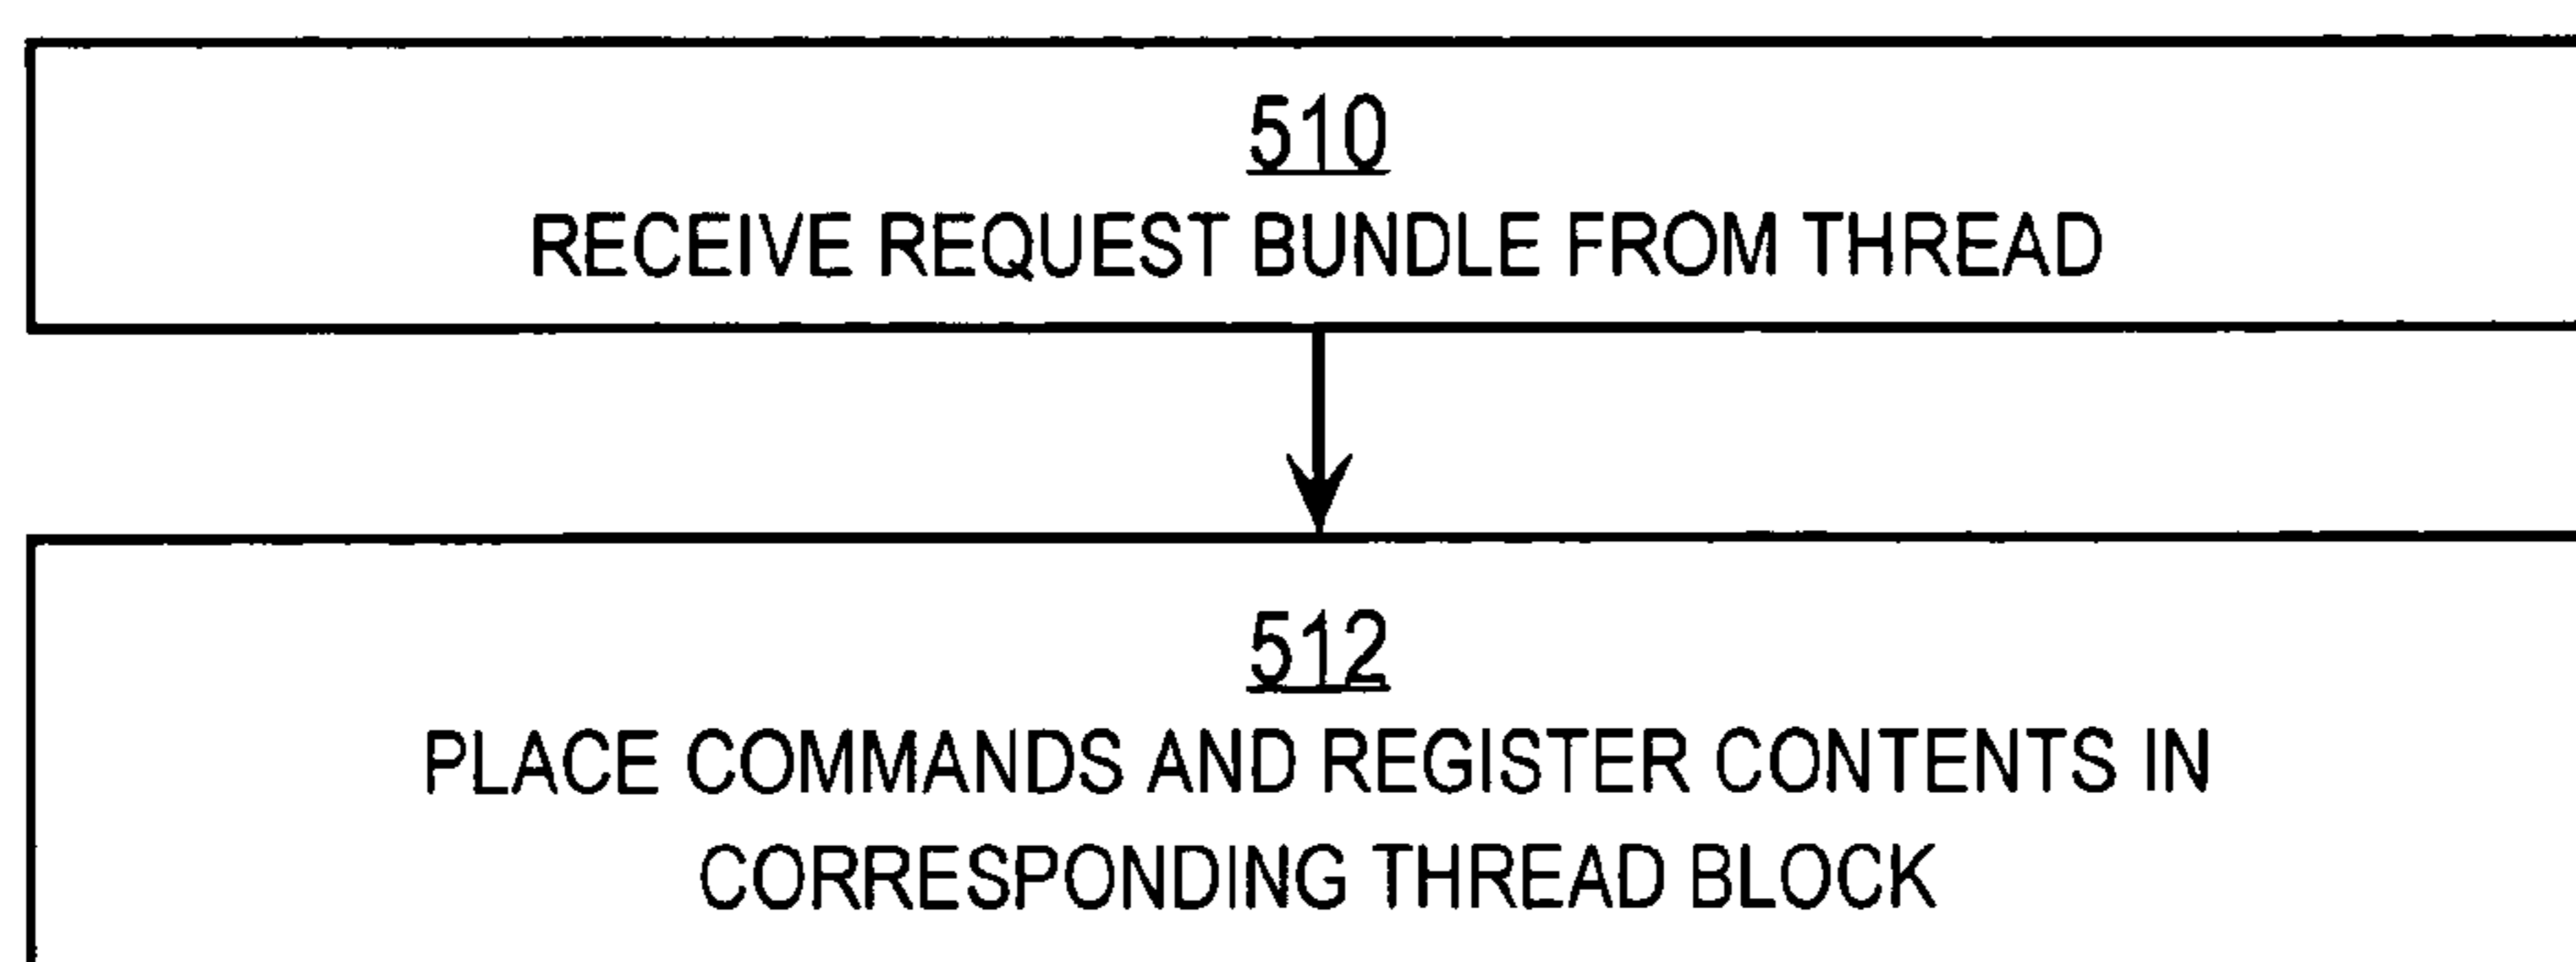 510
RECEIVE REQUEST BUNDLE FROM THREAD
512
PLACE COMMANDS AND REGISTER CONTENTS IN
CORRESPONDING THREAD BLOCK